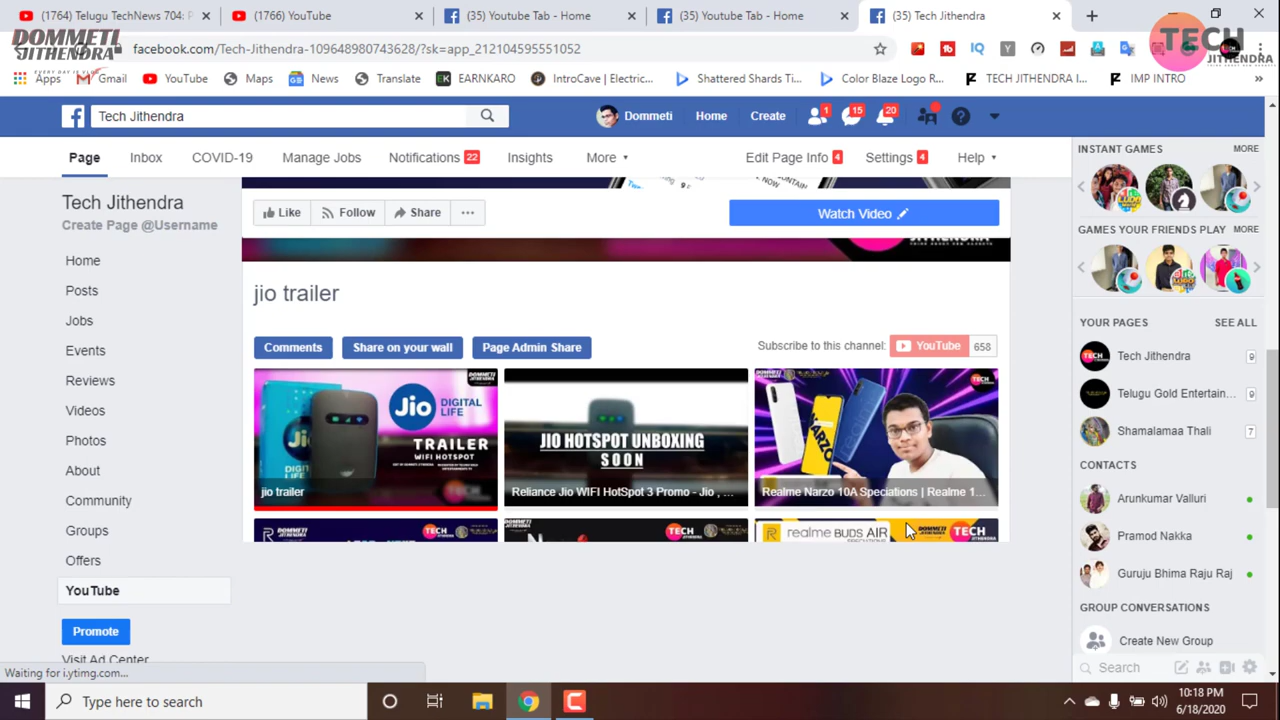 (1764) Telugu TechNews 704: P
(1766) YouTube
(35) Youtube Tab - Home
(35) Youtube Tab - Home
(35) Tech Jithendra
DOMMETI
JITHENDRA
facebook.com/Tech-Jithendra-109648980743628/?sk=app_212104595551052
TECH
JITHENDRA
Apps
Gmail
YouTube
Maps
News
Translate
EARNKARO
IntroCave | Electric...
Shattered Shards Ti...
Color Blaze Logo R...
TECH JITHENDRA I...
IMP INTRO
Tech Jithendra
Dommeti
Home
Create
1
15
20
Page
Inbox
COVID-19
Manage Jobs
Notifications 22
Insights
More
Edit Page Info 4
Settings 4
Help
Tech Jithendra
Create Page @Username
Home
Posts
Jobs
Events
Reviews
Videos
Photos
About
Community
Groups
Offers
YouTube
Promote
Visit Ad Center
Like
Follow
Share
Watch Video
JITHENDRA
jio trailer
Comments
Share on your wall
Page Admin Share
Subscribe to this channel:
YouTube 658
Jio DIGITAL
LIFE
TRAILER
WIFI HOTSPOT
jio trailer
JIO HOTSPOT UNBOXING
SOON
Reliance Jio WIFI HotSpot 3 Promo - Jio , ...
Realme Narzo 10A Speciations | Realme 1...
realme BUDS AIR
DOMMETI
TECH
INSTANT GAMES
MORE
GAMES YOUR FRIENDS PLAY
MORE
YOUR PAGES
SEE ALL
Tech Jithendra
9
Telugu Gold Entertain...
9
Shamalamaa Thali
7
CONTACTS
Arunkumar Valluri
Pramod Nakka
Guruju Bhima Raju Raj
GROUP CONVERSATIONS
Create New Group
Search
Waiting for i.ytimg.com...
Type here to search
10:18 PM
6/18/2020